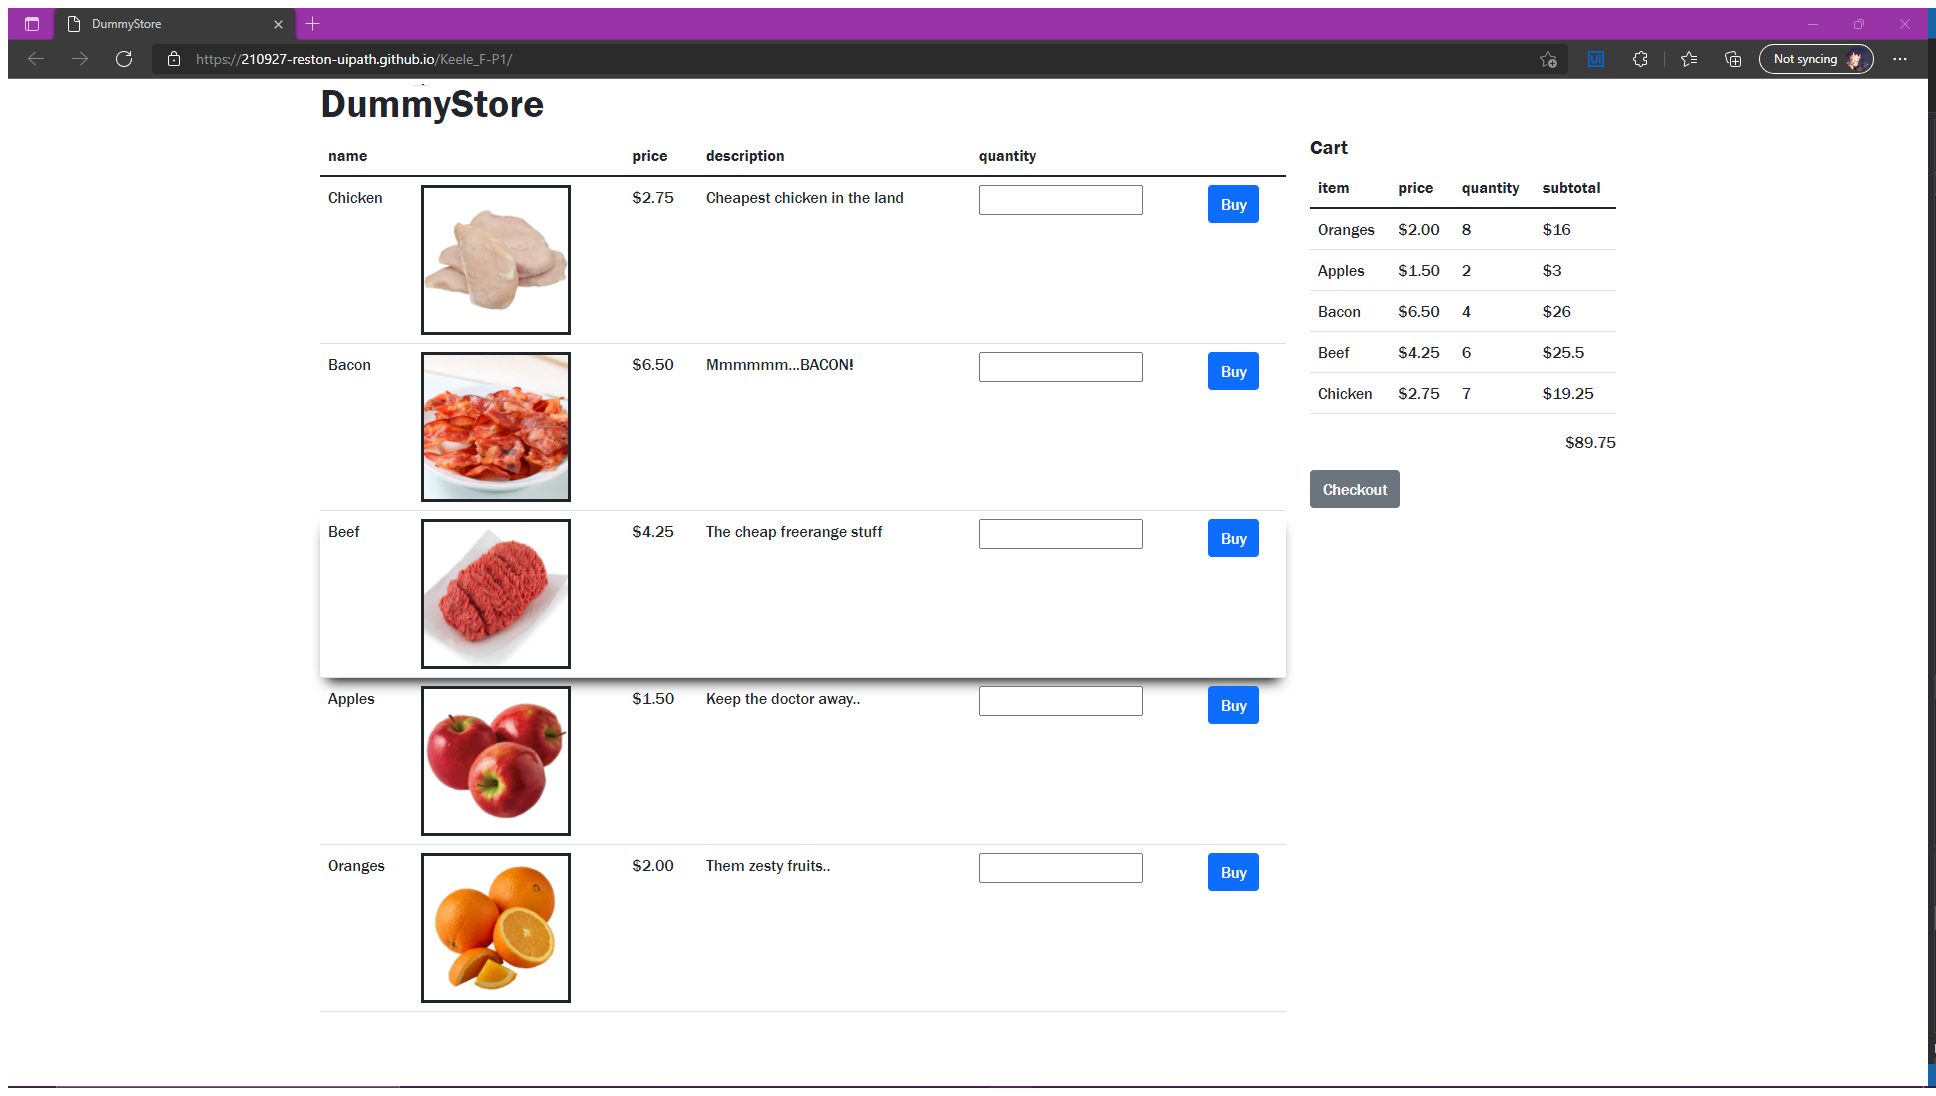 DummyStore
https://210927-reston-uipath.github.io/Keele_F-P1/
Not syncing
DummyStore
name price description quantity
Chicken $2.75 Cheapest chicken in the land Buy
Bacon $6.50 Mmmmmm...BACON! Buy
Beef $4.25 The cheap freerange stuff Buy
Apples $1.50 Keep the doctor away.. Buy
Oranges $2.00 Them zesty fruits.. Buy
Cart
item price quantity subtotal
Oranges $2.00 8 $16
Apples $1.50 2 $3
Bacon $6.50 4 $26
Beef $4.25 6 $25.5
Chicken $2.75 7 $19.25
$89.75
Checkout